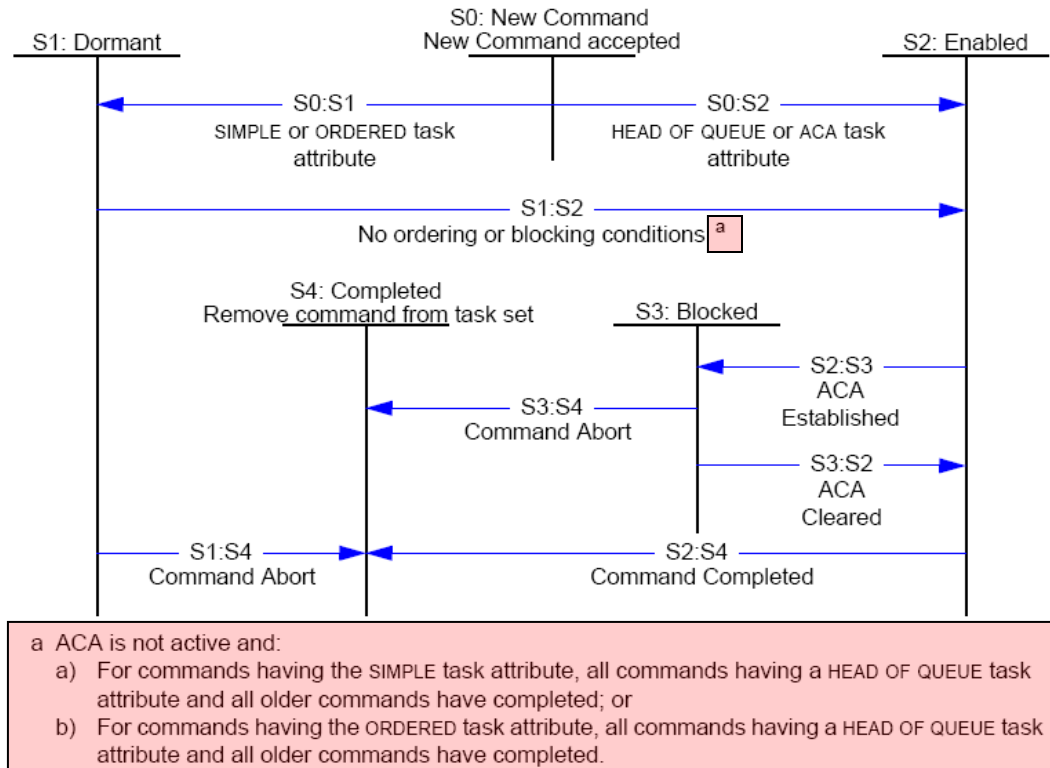 S0: New Command
New Command accepted
S1: Dormant
S2: Enabled
S0:S1
SIMPLE or ORDERED task
attribute
S0:S2
HEAD OF QUEUE or ACA task
attribute
S1:S2
No ordering or blocking conditions a
S4: Completed
Remove command from task set
S3: Blocked
S2:S3
ACA
Established
S3:S4
Command Abort
S3:S2
ACA
Cleared
S1:S4
Command Abort
S2:S4
Command Completed
a ACA is not active and:
a) For commands having the SIMPLE task attribute, all commands having a HEAD OF QUEUE task
attribute and all older commands have completed; or
b) For commands having the ORDERED task attribute, all commands having a HEAD OF QUEUE task
attribute and all older commands have completed.